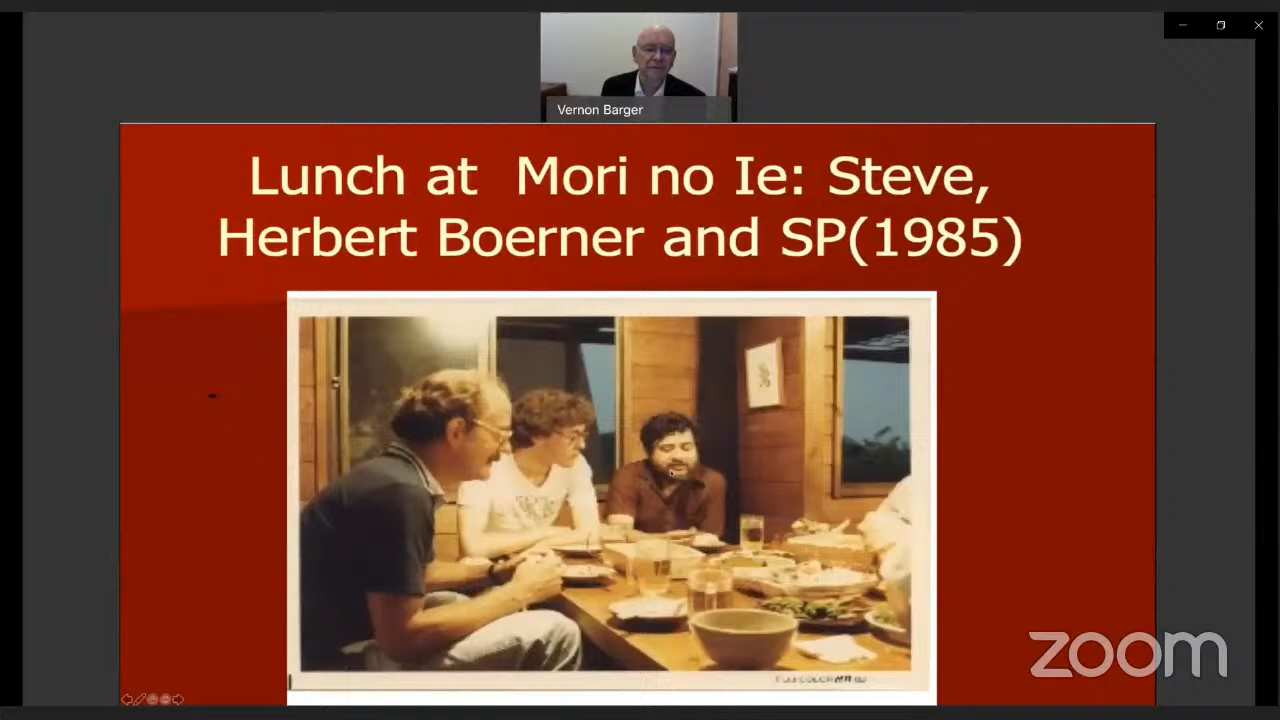 Vernon Barger
Lunch at Mori no Ie: Steve,
Herbert Boerner and SP(1985)
zoom